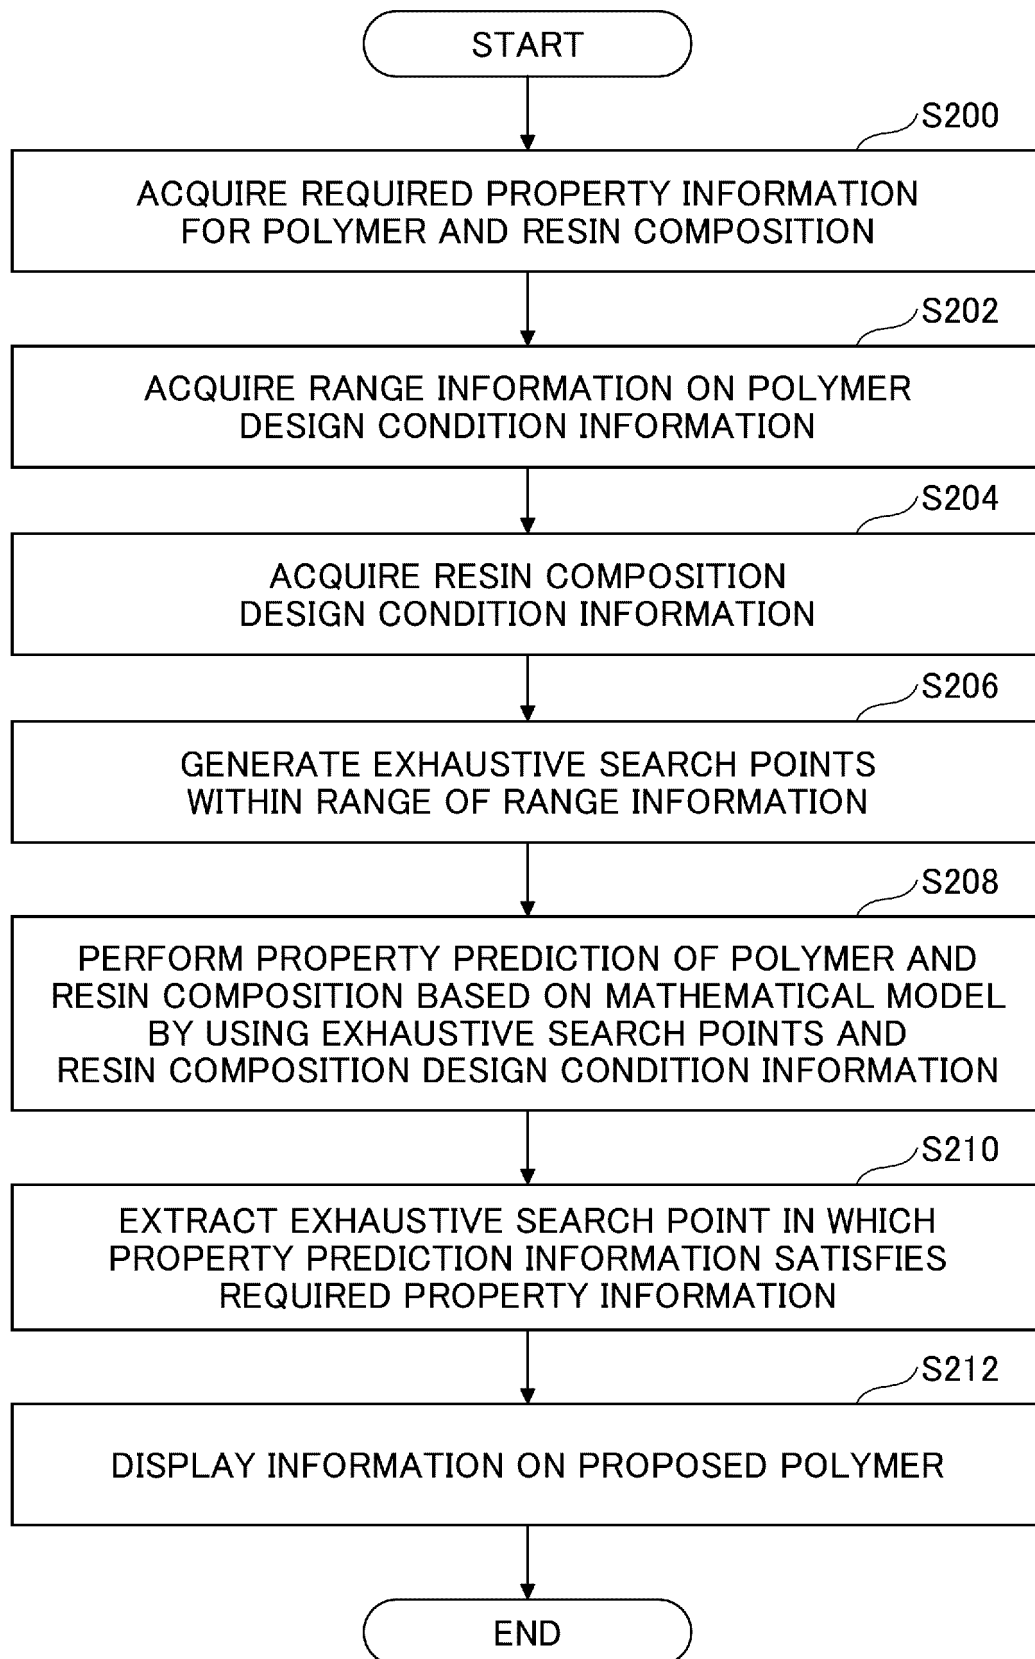 START
S200
ACQUIRE REQUIRED PROPERTY INFORMATION
FOR POLYMER AND RESIN COMPOSITION
S202
ACQUIRE RANGE INFORMATION ON POLYMER
DESIGN CONDITION INFORMATION
S204
ACQUIRE RESIN COMPOSITION
DESIGN CONDITION INFORMATION
S206
GENERATE EXHAUSTIVE SEARCH POINTS
WITHIN RANGE OF RANGE INFORMATION
S208
PERFORM PROPERTY PREDICTION OF POLYMER AND
RESIN COMPOSITION BASED ON MATHEMATICAL MODEL
BY USING EXHAUSTIVE SEARCH POINTS AND
RESIN COMPOSITION DESIGN CONDITION INFORMATION
S210
EXTRACT EXHAUSTIVE SEARCH POINT IN WHICH
PROPERTY PREDICTION INFORMATION SATISFIES
REQUIRED PROPERTY INFORMATION
S212
DISPLAY INFORMATION ON PROPOSED POLYMER
END